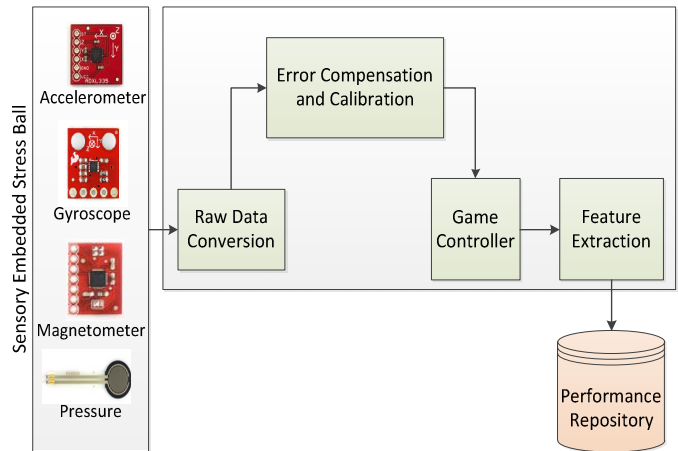 Sensory Embedded Stress Ball
ADXL335
Accelerometer
Gyroscope
Magnetometer
Pressure
Raw Data
Conversion
Error Compensation
and Calibration
Game
Controller
Feature
Extraction
Performance
Repository